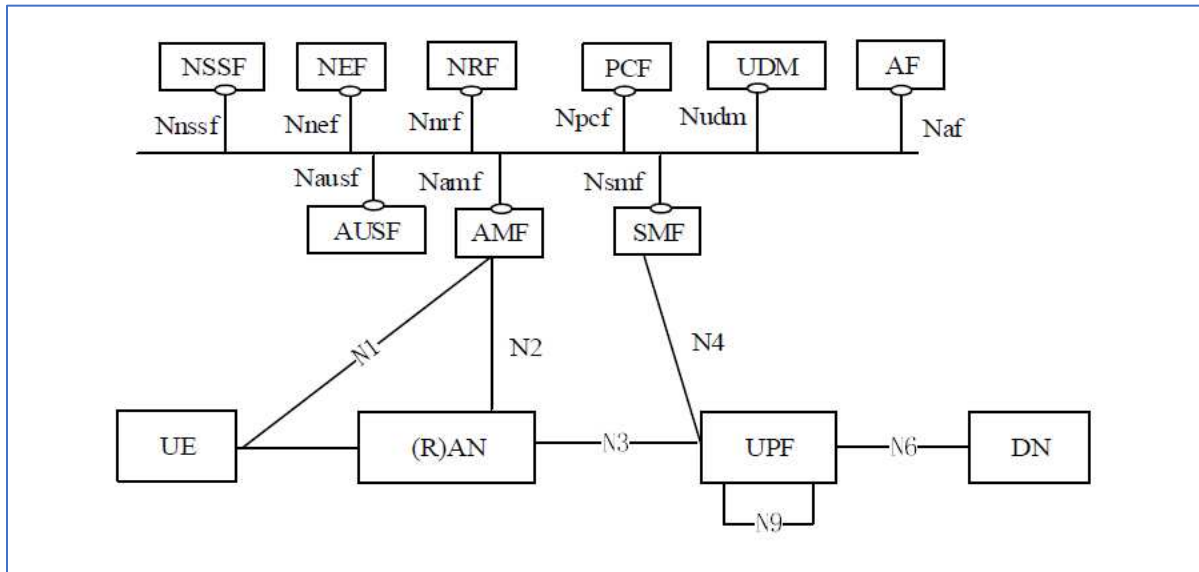 NSSF NEF NRF PCF UDM AF
Nnssf Nnef Nnrf Npcf Nudm Naf
Nausf Namf Nsmf
AUSF AMF SMF
N1 N2 N4
UE (R)AN N3 UPF N6 DN
N9